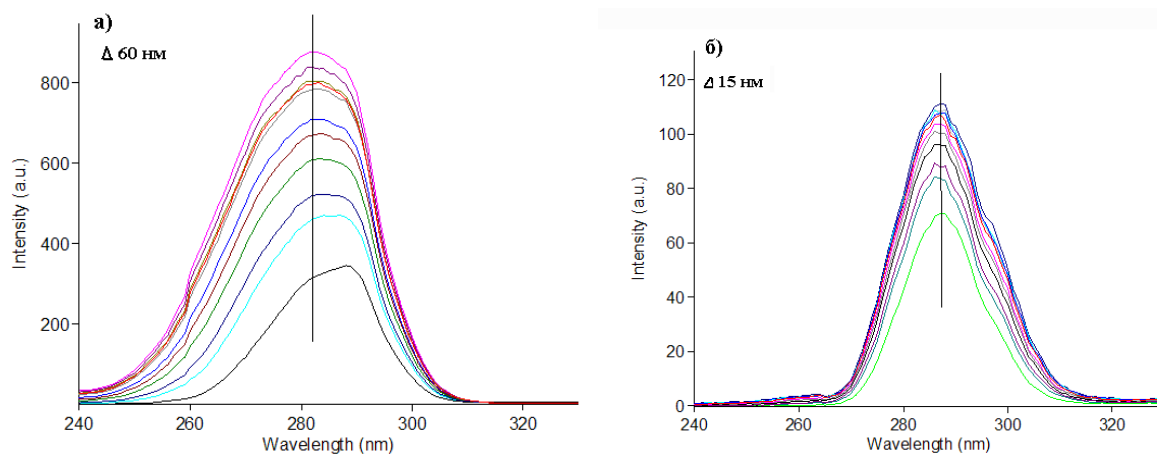 а)
Δ 60 нм
800
600
400
200
240
260
280
300
320
Intensity (a.u.)
Wavelength (nm)
б)
Δ 15 нм
120
100
80
60
40
20
0
240
260
280
300
320
Intensity (a.u.)
Wavelength (nm)